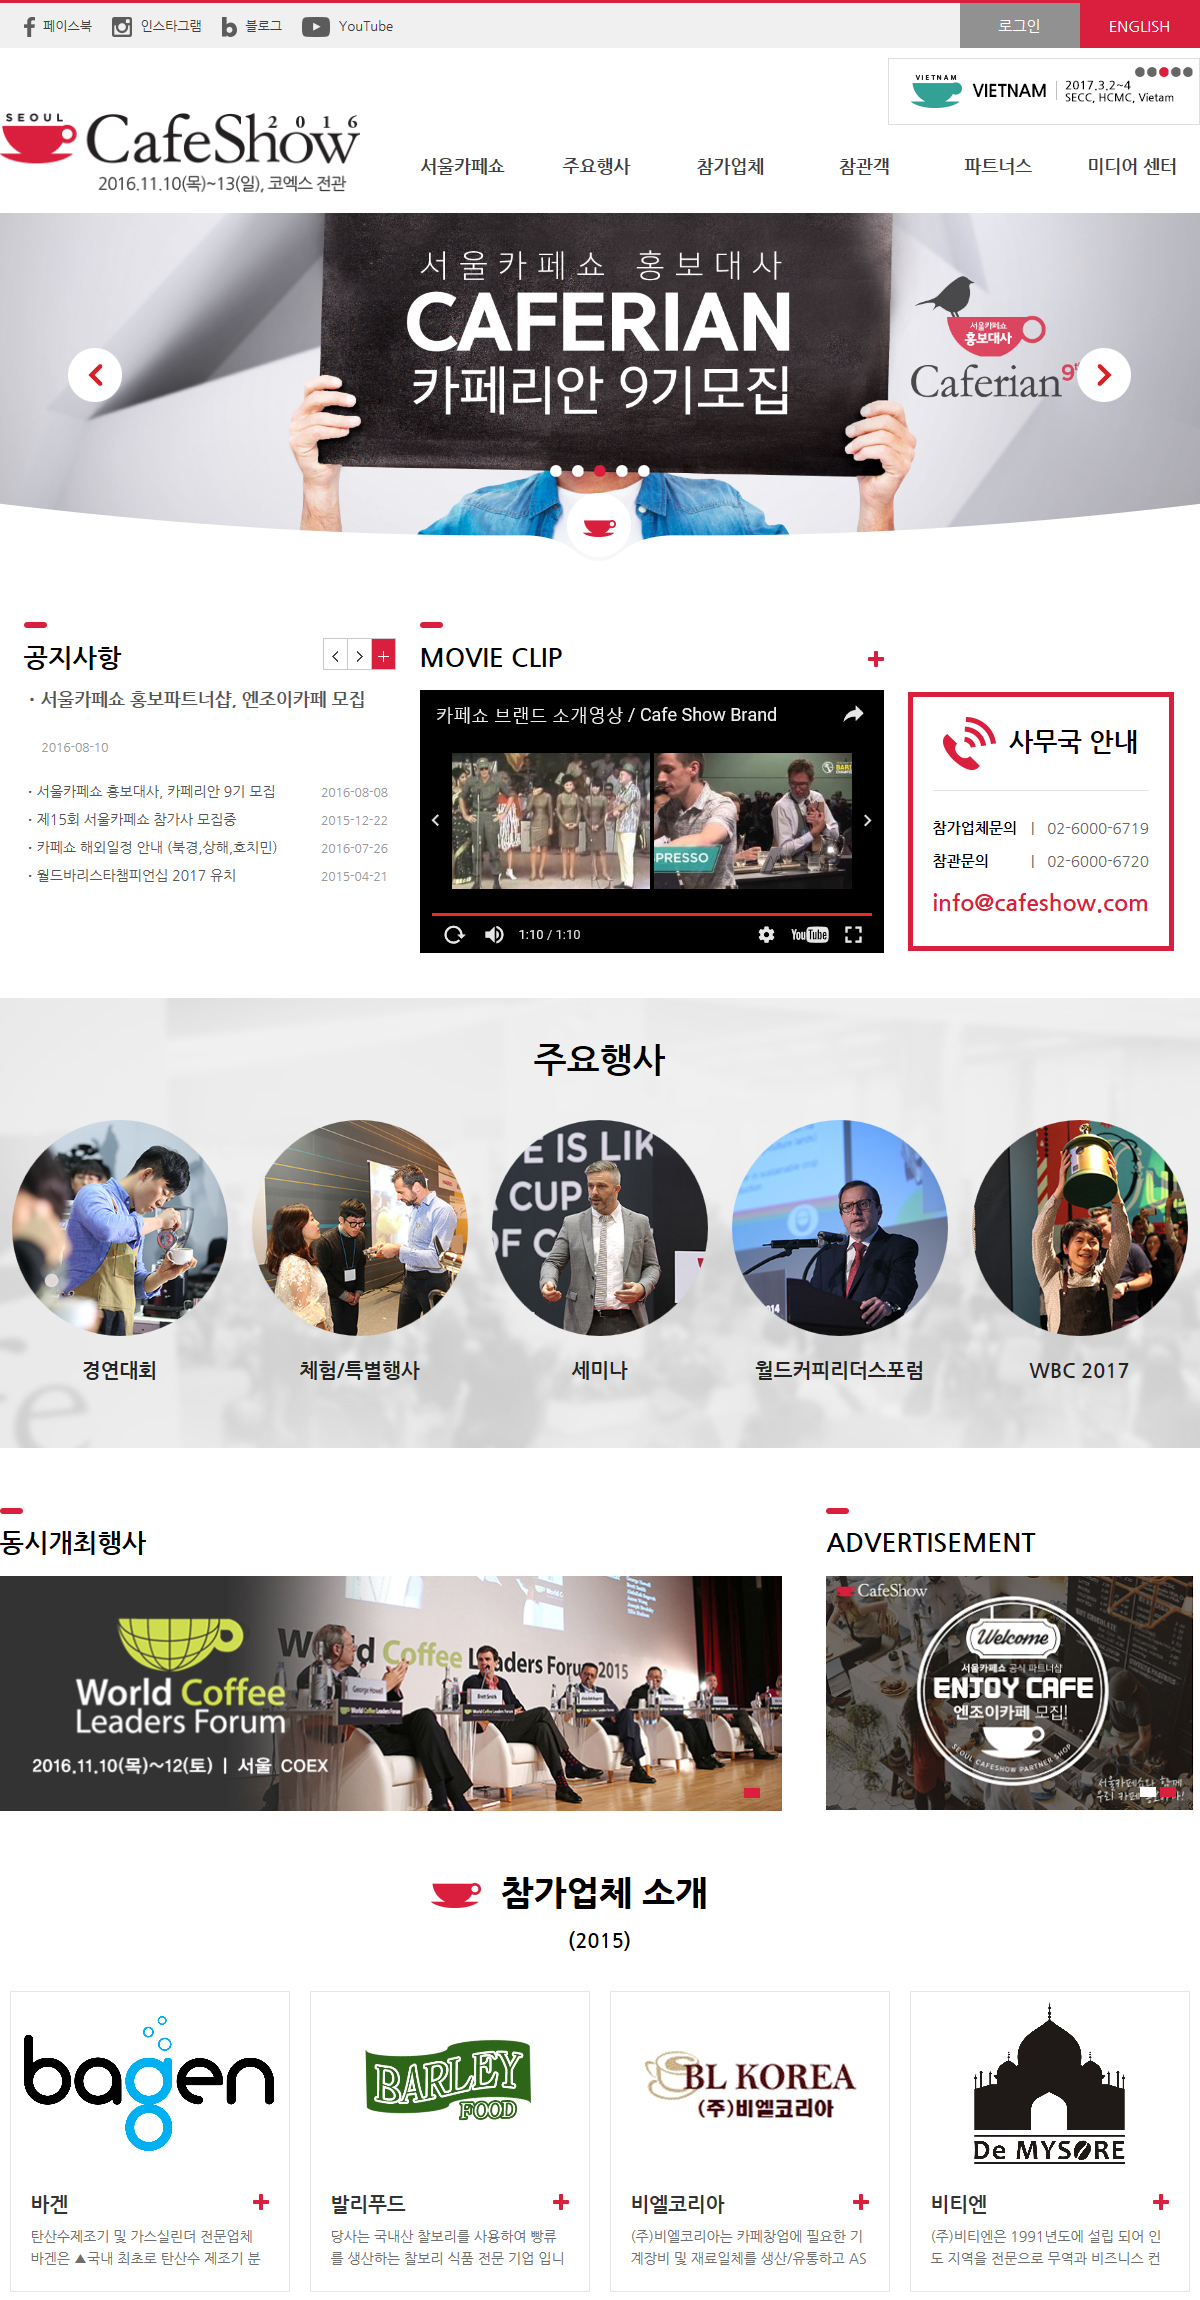 페이스북 인스타그램 블로그 YouTube 로그인 ENGLISH
VIETNAM
VIETNAM 2017.3.2~4
SECC, HCMC, Vietam
SEOUL
CafeShow 2016
2016.11.10(목)~13(일), 코엑스 전관
서울카페쇼 주요행사 참가업체 참관객 파트너스 미디어 센터
서울카페쇼 홍보대사
CAFERIAN
카페리안 9기모집
서울카페쇼
홍보대사
Caferian 9
공지사항
· 서울카페쇼 홍보파트너샵, 엔조이카페 모집
2016-08-10
· 서울카페쇼 홍보대사, 카페리안 9기 모집 2016-08-08
· 제15회 서울카페쇼 참가사 모집중 2015-12-22
· 카페쇼 해외일정 안내 (북경,상해,호치민) 2016-07-26
· 월드바리스타챔피언십 2017 유치 2015-04-21
MOVIE CLIP
카페쇼 브랜드 소개영상 / Cafe Show Brand
PRESSO
1:10 / 1:10 YouTube
사무국 안내
참가업체문의 | 02-6000-6719
참관문의 | 02-6000-6720
info@cafeshow.com
주요행사
E IS LIK
CUP
OF C
경연대회 체험/특별행사 세미나 월드커피리더스포럼 WBC 2017
동시개최행사
World Coffee
Leaders Forum
2016.11.10(목)~12(토) | 서울 COEX
Coffee Leaders Forum 2015
ADVERTISEMENT
CafeShow
Welcome
서울카페쇼 공식 파트너샵
ENJOY CAFE
엔조이카페 모집!
SEOUL CAFESHOW PARTNER SHOP
서울카페쇼와 함께
참가업체 소개
(2015)
bagen
바겐
탄산수제조기 및 가스실린더 전문업체
바겐은 ▲국내 최초로 탄산수 제조기 분
BARLEY
FOOD
발리푸드
당사는 국내산 찰보리를 사용하여 빵류
를 생산하는 찰보리 식품 전문 기업 입니
BL KOREA
(주)비엘코리아
비엘코리아
(주)비엘코리아는 카페창업에 필요한 기
계장비 및 재료일체를 생산/유통하고 AS
De MYSORE
비티엔
(주)비티엔은 1991년도에 설립 되어 인
도 지역을 전문으로 무역과 비즈니스 컨